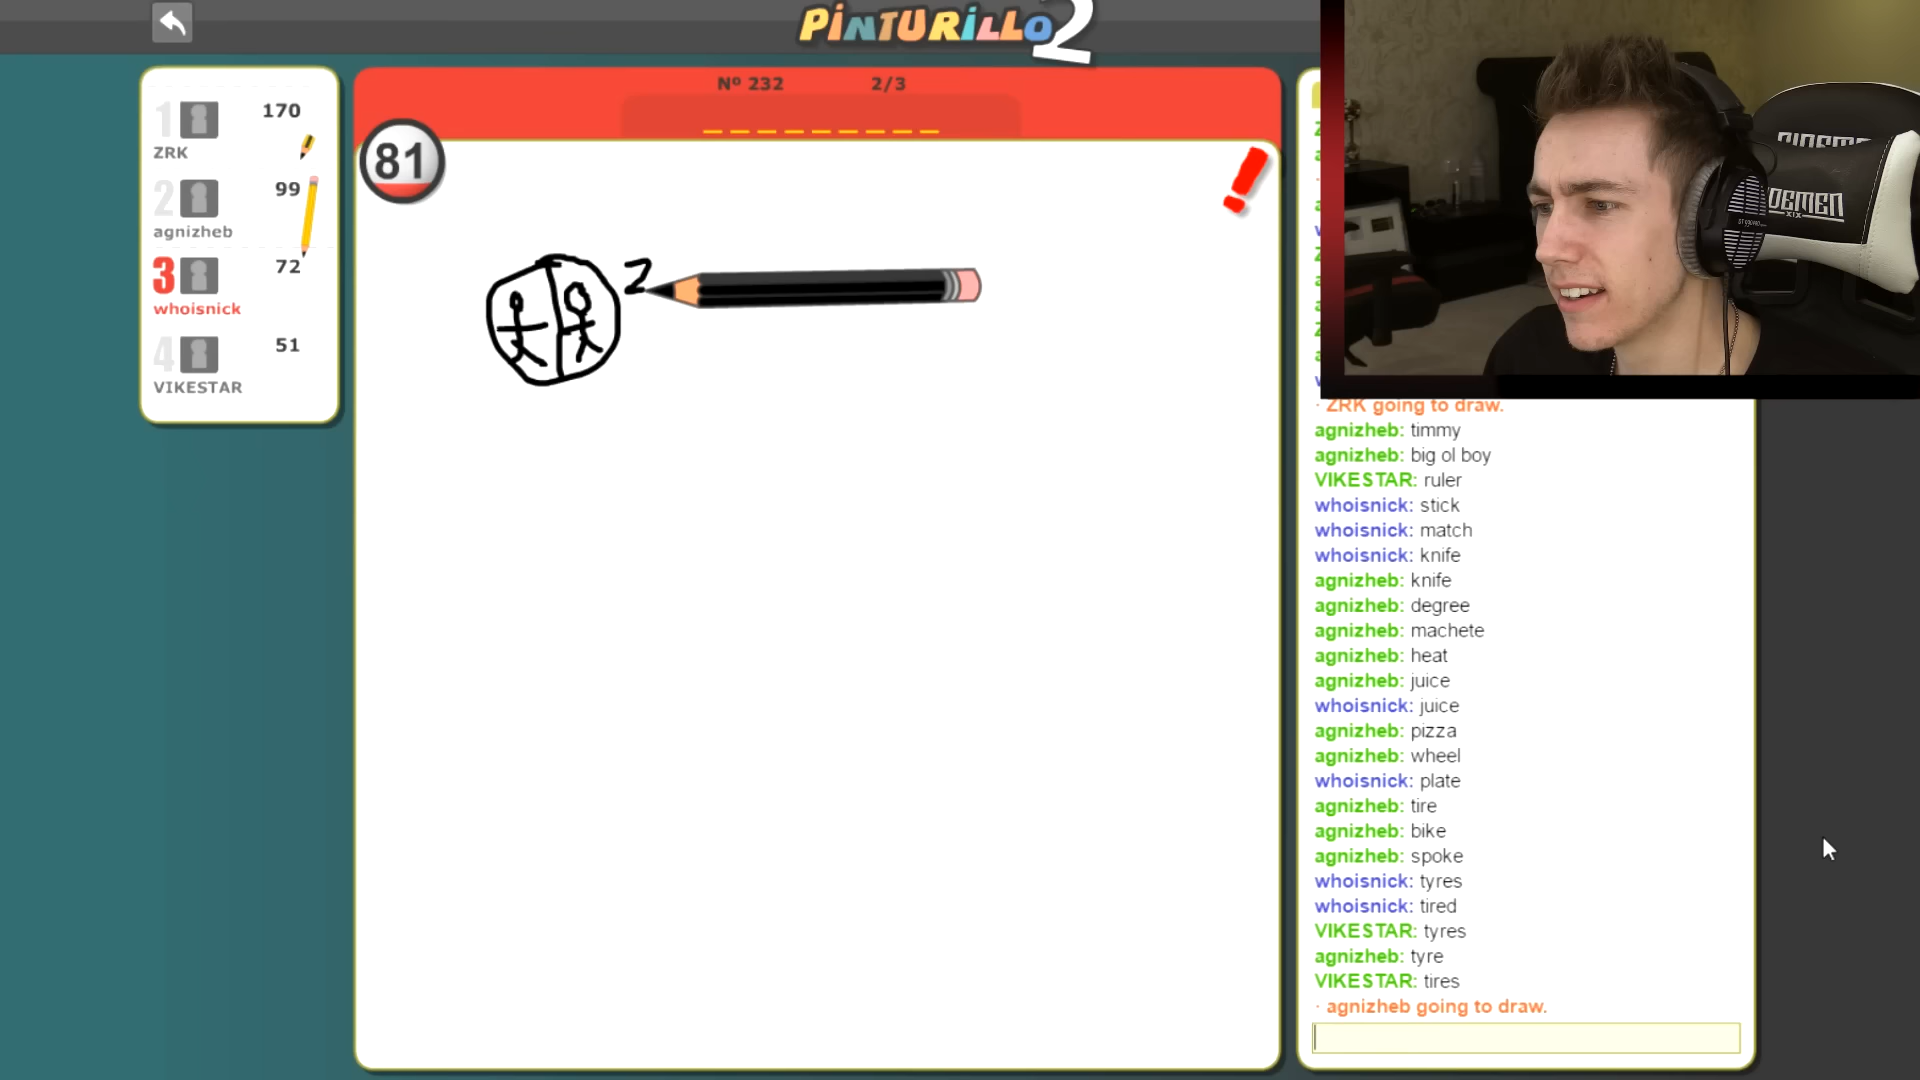 PINTURILLO 2
Nº 232 2/3
81
1 170
ZRK
2 99
agnizheb
3 72
whoisnick
4 51
VIKESTAR
2
· ZRK going to draw.
agnizheb: timmy
agnizheb: big ol boy
VIKESTAR: ruler
whoisnick: stick
whoisnick: match
whoisnick: knife
agnizheb: knife
agnizheb: degree
agnizheb: machete
agnizheb: heat
agnizheb: juice
whoisnick: juice
agnizheb: pizza
agnizheb: wheel
whoisnick: plate
agnizheb: tire
agnizheb: bike
agnizheb: spoke
whoisnick: tyres
whoisnick: tired
VIKESTAR: tyres
agnizheb: tyre
VIKESTAR: tires
· agnizheb going to draw.